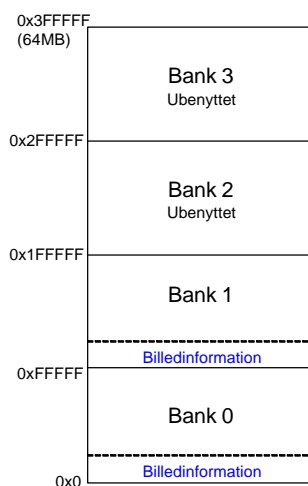 0x3FFFFF
(64MB)
Bank 3
Ubenyttet
0x2FFFFF
Bank 2
Ubenyttet
0x1FFFFF
Bank 1
Billedinformation
0xFFFFF
Bank 0
Billedinformation
0x0